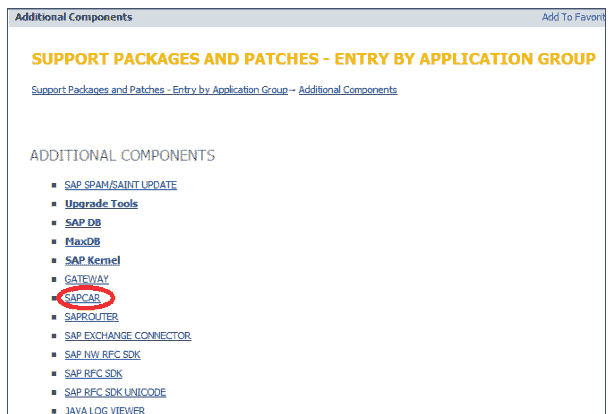 Additional Components Add To Favorit
SUPPORT PACKAGES AND PATCHES - ENTRY BY APPLICATION GROUP
Support Packages and Patches - Entry by Application Group→ Additional Components
ADDITIONAL COMPONENTS
SAP SPAM/SAINT UPDATE
Upgrade Tools
SAP DB
MaxDB
SAP Kernel
GATEWAY
SAPCAR
SAPROUTER
SAP EXCHANGE CONNECTOR
SAP NW RFC SDK
SAP RFC SDK
SAP RFC SDK UNICODE
JAVA LOG VIEWER